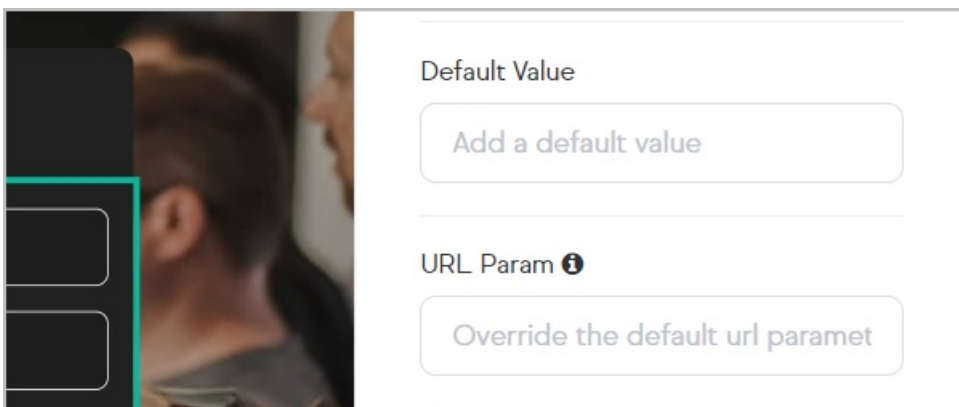 Default Value
Add a default value
URL Param
Override the default url paramet